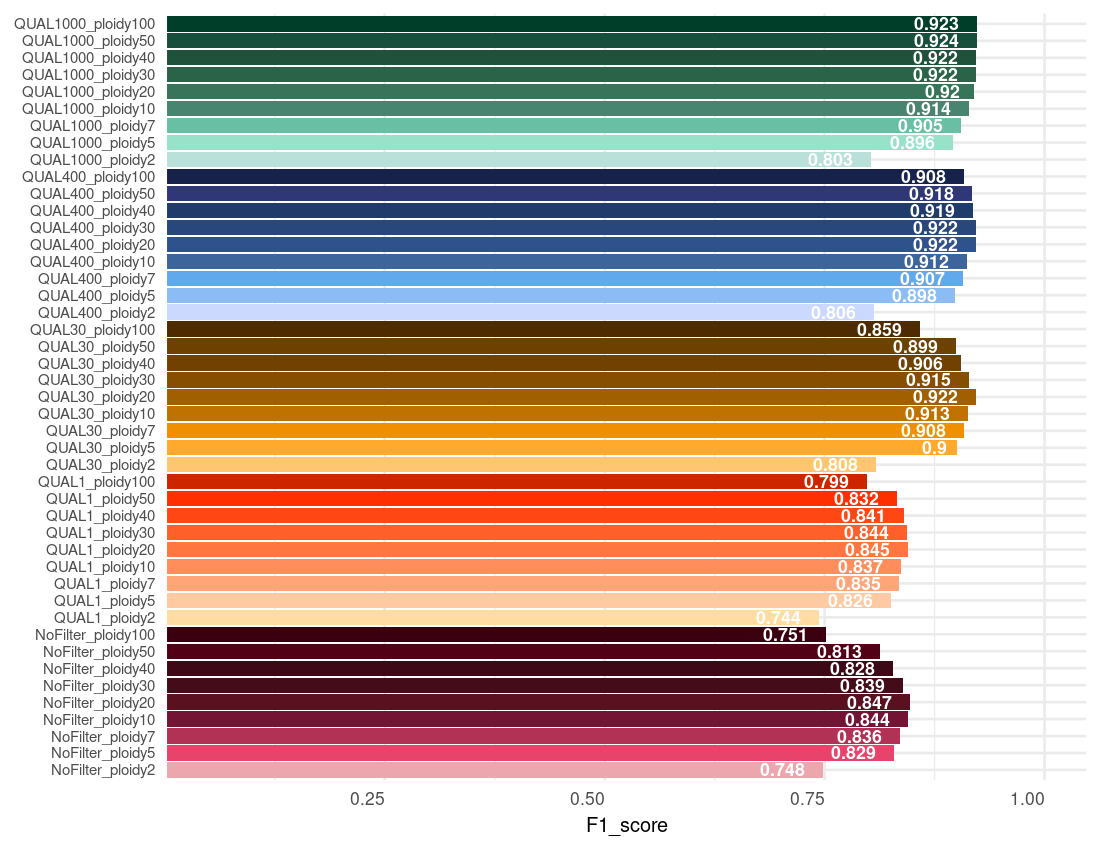 QUAL1000_ploidy100 0.923
QUAL1000_ploidy50 0.924
QUAL1000_ploidy40 0.922
QUAL1000_ploidy30 0.922
QUAL1000_ploidy20 0.92
QUAL1000_ploidy10 0.914
QUAL1000_ploidy7 0.905
QUAL1000_ploidy5 0.896
QUAL1000_ploidy2 0.803
QUAL400_ploidy100 0.908
QUAL400_ploidy50 0.918
QUAL400_ploidy40 0.919
QUAL400_ploidy30 0.922
QUAL400_ploidy20 0.922
QUAL400_ploidy10 0.912
QUAL400_ploidy7 0.907
QUAL400_ploidy5 0.898
QUAL400_ploidy2 0.806
QUAL30_ploidy100 0.859
QUAL30_ploidy50 0.899
QUAL30_ploidy40 0.906
QUAL30_ploidy30 0.915
QUAL30_ploidy20 0.922
QUAL30_ploidy10 0.913
QUAL30_ploidy7 0.908
QUAL30_ploidy5 0.9
QUAL30_ploidy2 0.808
QUAL1_ploidy100 0.799
QUAL1_ploidy50 0.832
QUAL1_ploidy40 0.841
QUAL1_ploidy30 0.844
QUAL1_ploidy20 0.845
QUAL1_ploidy10 0.837
QUAL1_ploidy7 0.835
QUAL1_ploidy5 0.826
QUAL1_ploidy2 0.744
NoFilter_ploidy100 0.751
NoFilter_ploidy50 0.813
NoFilter_ploidy40 0.828
NoFilter_ploidy30 0.839
NoFilter_ploidy20 0.847
NoFilter_ploidy10 0.844
NoFilter_ploidy7 0.836
NoFilter_ploidy5 0.829
NoFilter_ploidy2 0.748
0.25 0.50 0.75 1.00
F1_score